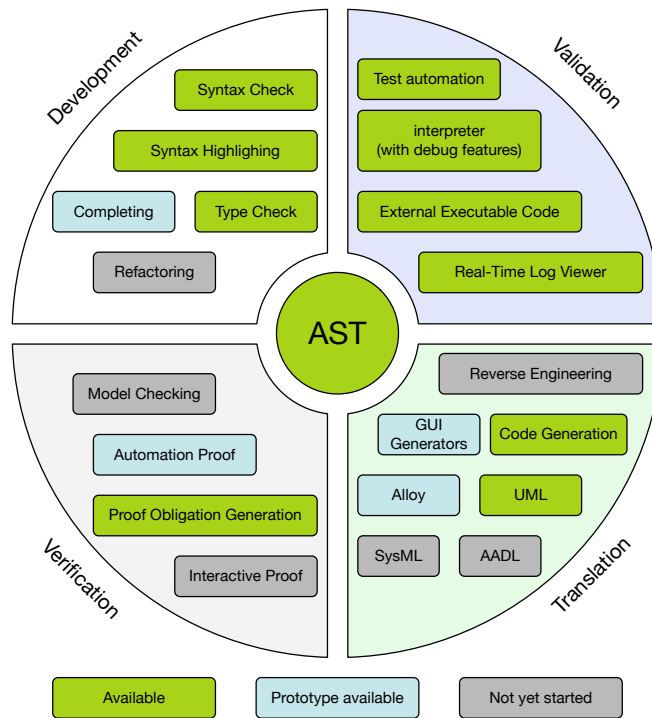 Development
Syntax Check
Syntax Highlighing
Completing
Type Check
Refactoring
Validation
Test automation
interpreter
(with debug features)
External Executable Code
Real-Time Log Viewer
AST
Verification
Model Checking
Automation Proof
Proof Obligation Generation
Interactive Proof
Translation
Reverse Engineering
GUI
Generators
Code Generation
Alloy
UML
SysML
AADL
Available
Prototype available
Not yet started